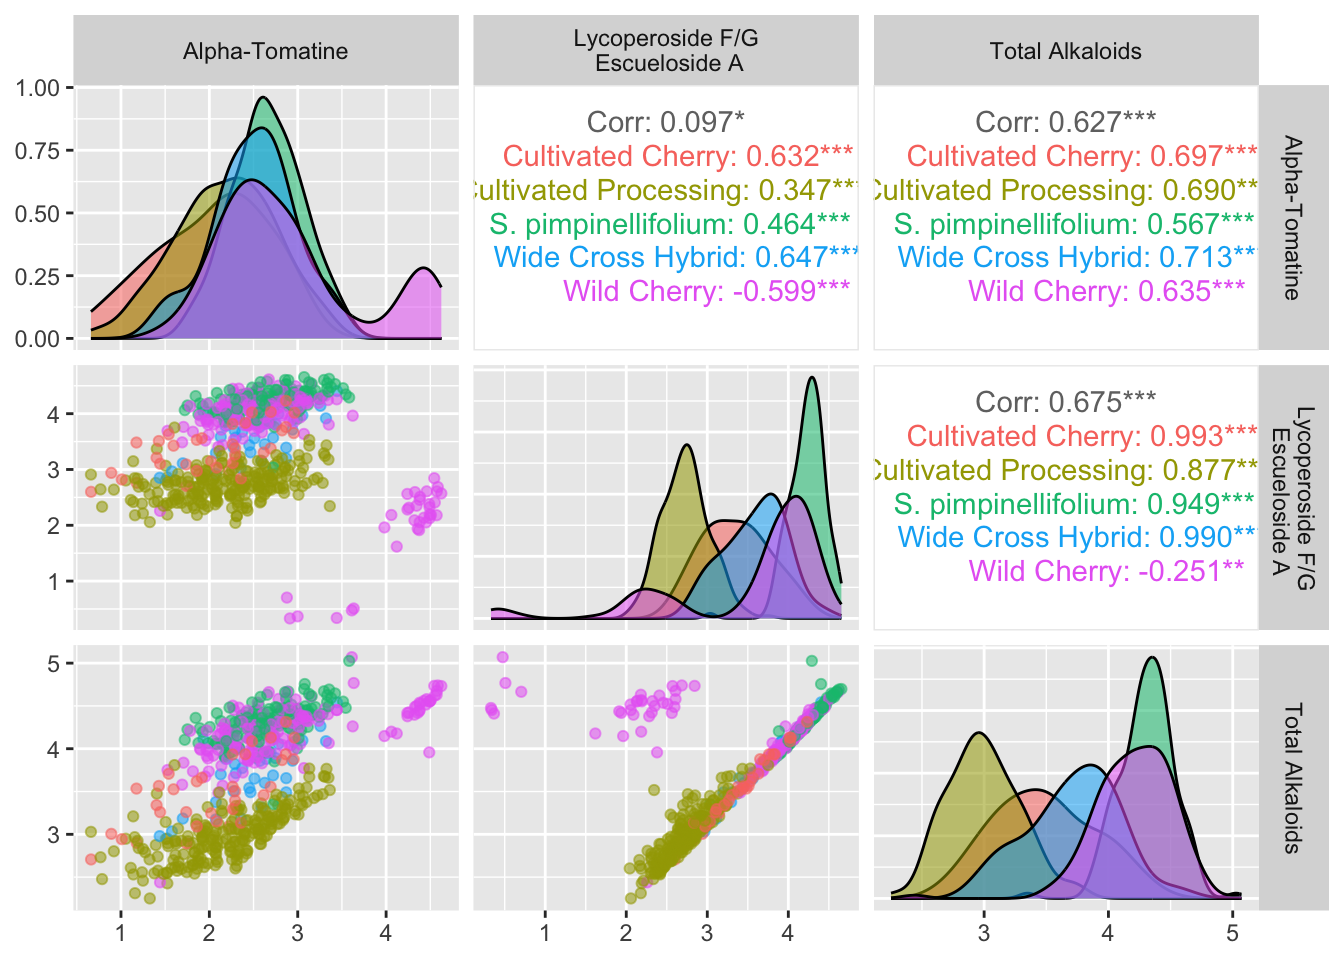 Alpha-Tomatine
Lycoperoside F/G
Escueloside A
Total Alkaloids
1.00
0.75
0.50
0.25
0.00
Corr: 0.097*
Cultivated Cherry: 0.632***
Cultivated Processing: 0.347***
S. pimpinellifolium: 0.464***
Wide Cross Hybrid: 0.647***
Wild Cherry: -0.599***
Corr: 0.627***
Cultivated Cherry: 0.697***
Cultivated Processing: 0.690**
S. pimpinellifolium: 0.567***
Wide Cross Hybrid: 0.713***
Wild Cherry: 0.635***
Alpha-Tomatine
4
3
2
1
Corr: 0.675***
Cultivated Cherry: 0.993***
Cultivated Processing: 0.877**
S. pimpinellifolium: 0.949***
Wide Cross Hybrid: 0.990***
Wild Cherry: -0.251**
Lycoperoside F/G
Escueloside A
5
4
3
Total Alkaloids
1 2 3 4
1 2 3 4
3 4 5